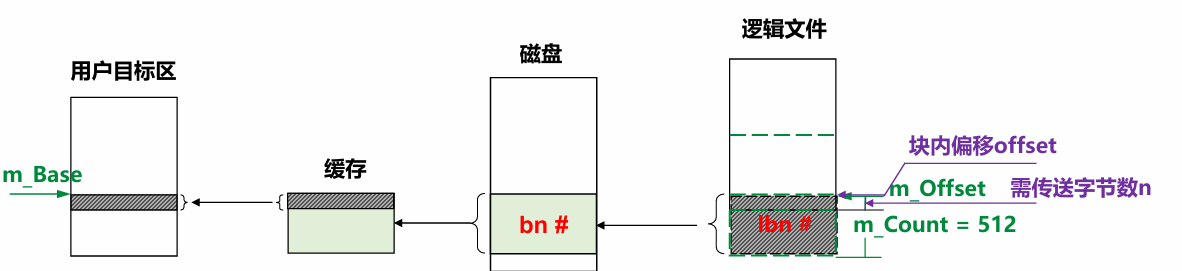 用户目标区
m_Base
缓存
磁盘
bn #
逻辑文件
lbn #
块内偏移offset
m_Offset
需传送字节数n
m_Count = 512